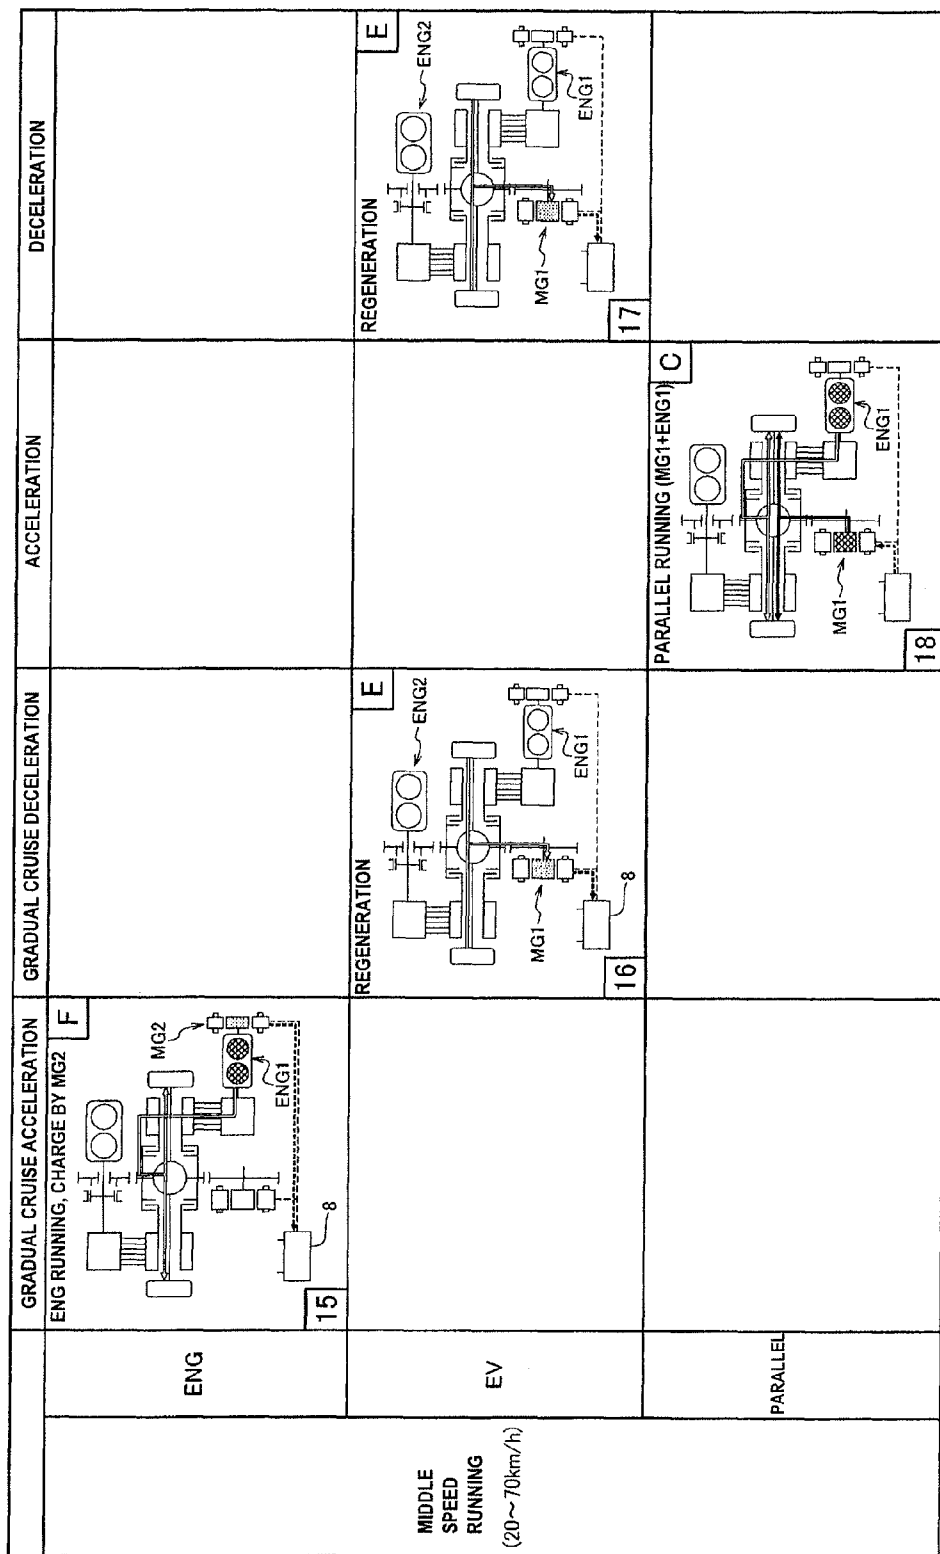 GRADUAL CRUISE ACCELERATION
GRADUAL CRUISE DECELERATION
ACCELERATION
DECELERATION
MIDDLE
SPEED
RUNNING
(20～70km/h)
ENG
ENG RUNNING, CHARGE BY MG2
F
MG2
ENG1
8
15
EV
REGENERATION
E
ENG2
ENG1
MG1
8
16
REGENERATION
E
ENG2
ENG1
MG1
17
PARALLEL
PARALLEL RUNNING (MG1+ENG1)
C
ENG1
MG1
18